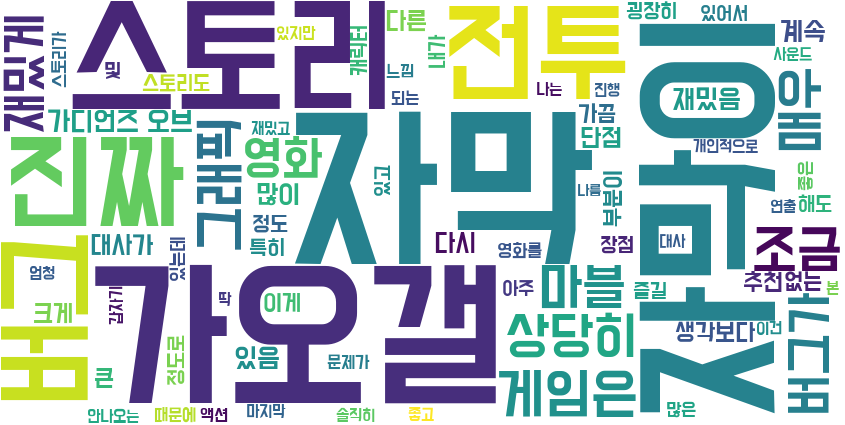 스토리
전투
자막
자막이
가오갤
진짜
재밌게
및
스토리가
스토리도
있지만
캐릭터
다른
느낌
되는
내가
굉장히
있어서
계속
사운드
나는
진행
가끔
단점
재밌음
개인적으로
좋은
연출
해도
가디언즈 오브
재밌고
그래픽
영화
많이
있고
정도
특히
대사가
있는데
엄청
크게
갑자기
딱
이게
있음
문제가
정도로
큰
안나오는
때문에
액션
마지막
솔직히
좋고
다시
영화를
아주
장점
부분이
나름
대사
조금
추천
없는
본
마블
즐길
상당히
생각보다
이건
게임은
많은
버그가